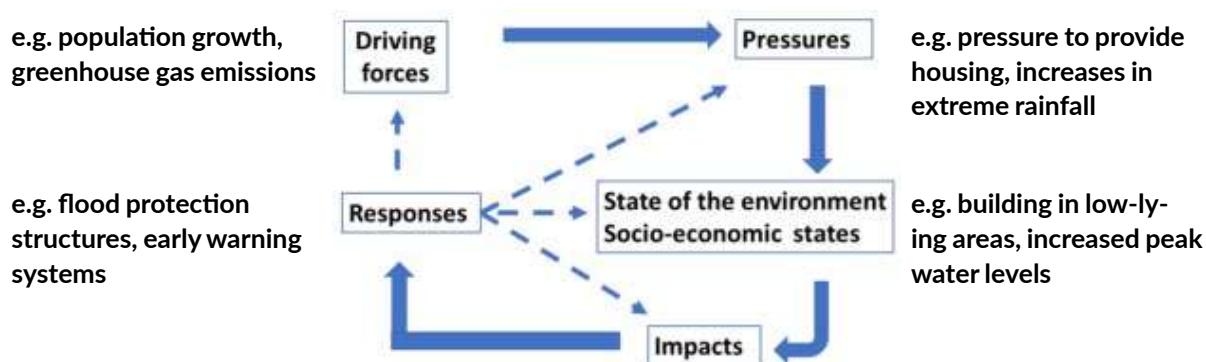 e.g. population growth,
greenhouse gas emissions
Driving
forces
Pressures
e.g. pressure to provide
housing, increases in
extreme rainfall
e.g. flood protection
structures, early warning
systems
Responses
State of the environment
Socio-economic states
e.g. building in low-ly-
ing areas, increased peak
water levels
Impacts